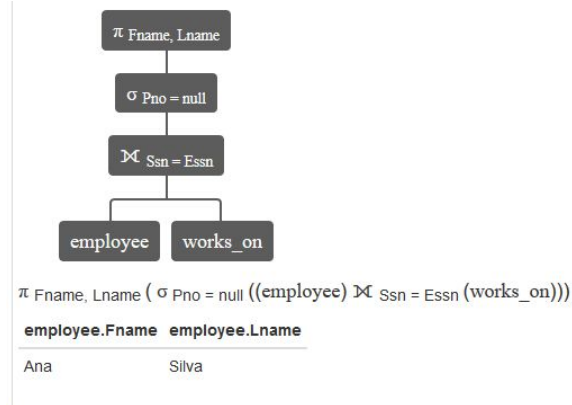 π Fname, Lname
σ Pno = null
⟕ Ssn = Essn
employee works_on
π Fname, Lname ( σ Pno = null ((employee) ⟕ Ssn = Essn (works_on)))
employee.Fname employee.Lname
Ana Silva